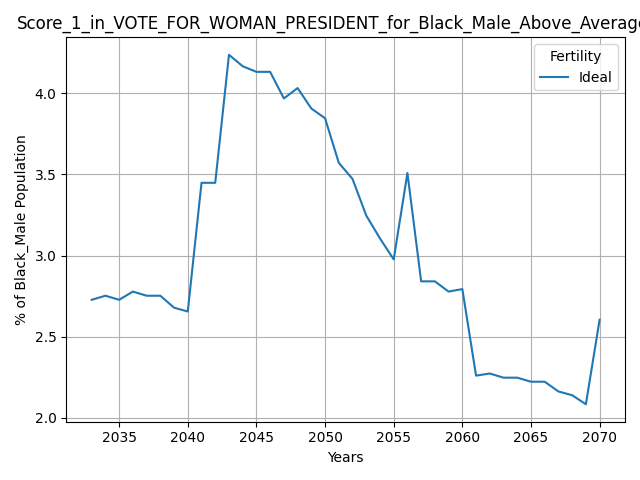 Score_1_in_VOTE_FOR_WOMAN_PRESIDENT_for_Black_Male_Above_Average
Fertility
Ideal
4.0
3.5
3.0
2.5
2.0
% of Black_Male Population
2035 2040 2045 2050 2055 2060 2065 2070
Years